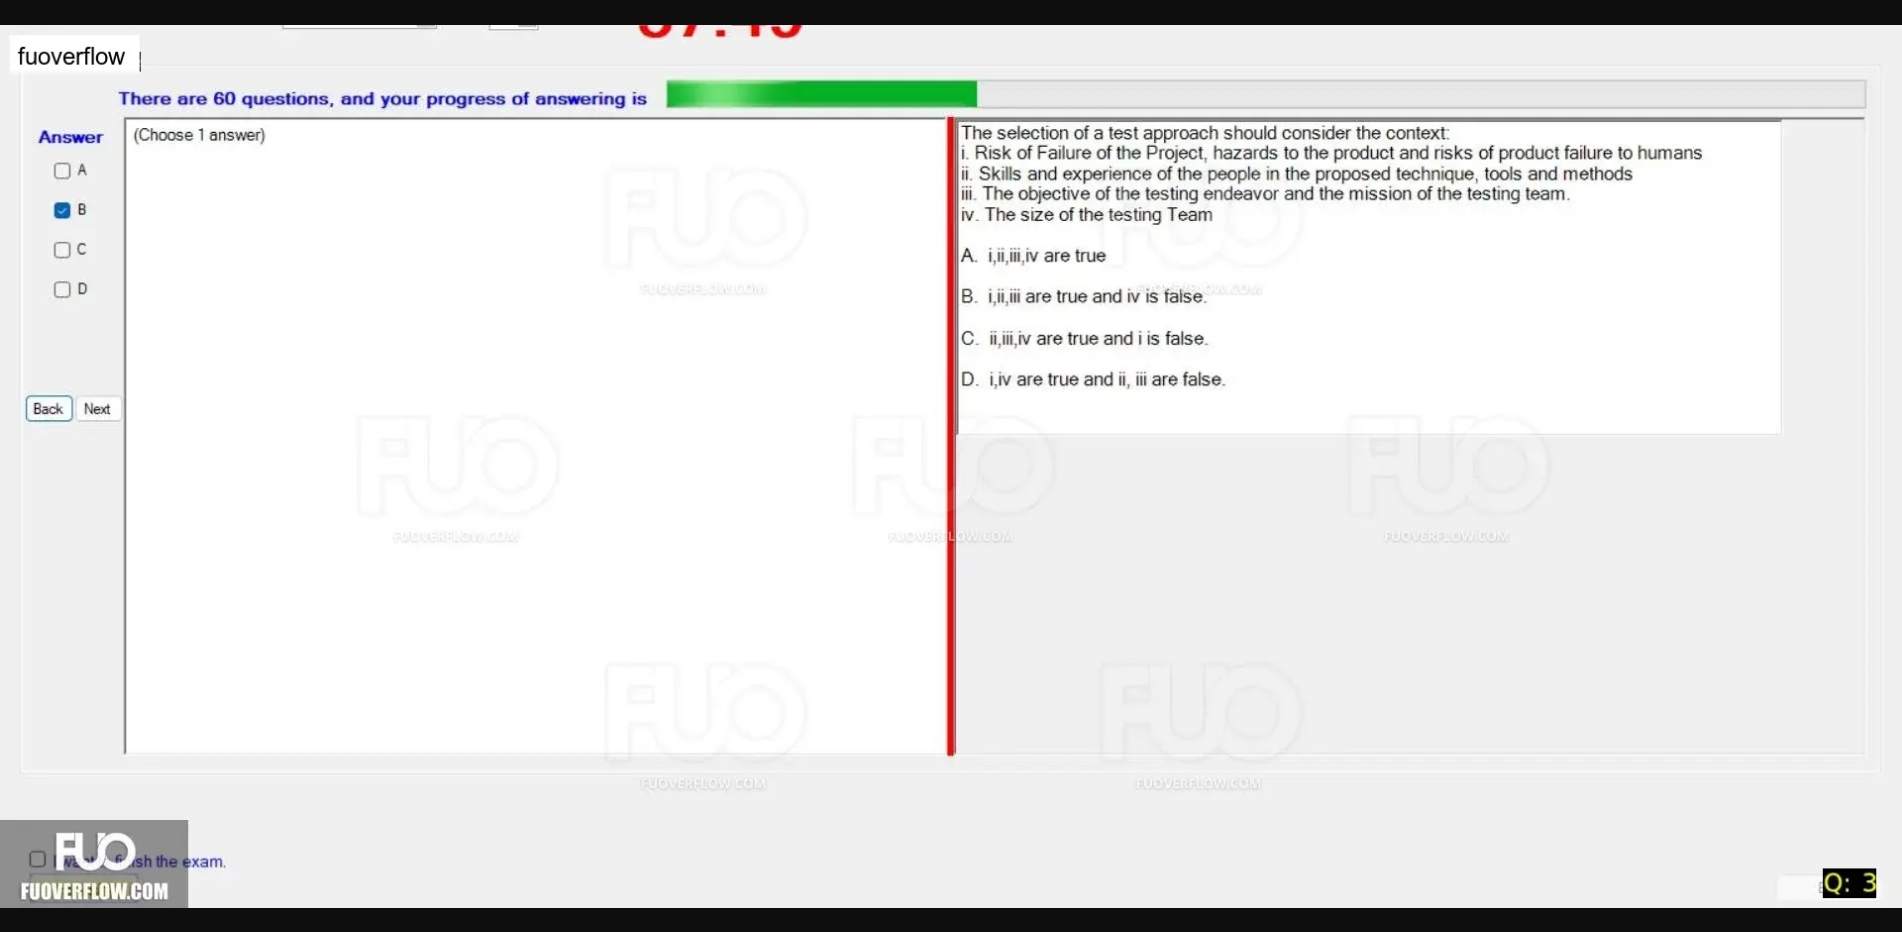 fuoverflow
There are 60 questions, and your progress of answering is
Answer
(Choose 1 answer)
A
B
C
D
Back Next
The selection of a test approach should consider the context:
i. Risk of Failure of the Project, hazards to the product and risks of product failure to humans
ii. Skills and experience of the people in the proposed technique, tools and methods
iii. The objective of the testing endeavor and the mission of the testing team.
iv. The size of the testing Team
A. i,ii,iii,iv are true
B. i,ii,iii are true and iv is false.
C. ii,iii,iv are true and i is false.
D. i,iv are true and ii, iii are false.
FUO
FUOVERFLOW.COM
FUO
FUOVERFLOW.COM
FUO
FUOVERFLOW.COM
FUO
FUOVERFLOW.COM
FUO
FUOVERFLOW.COM
FUO
FUOVERFLOW.COM
FUO
FUOVERFLOW.COM
the exam.
FUO
FUOVERFLOW.COM
Q: 3